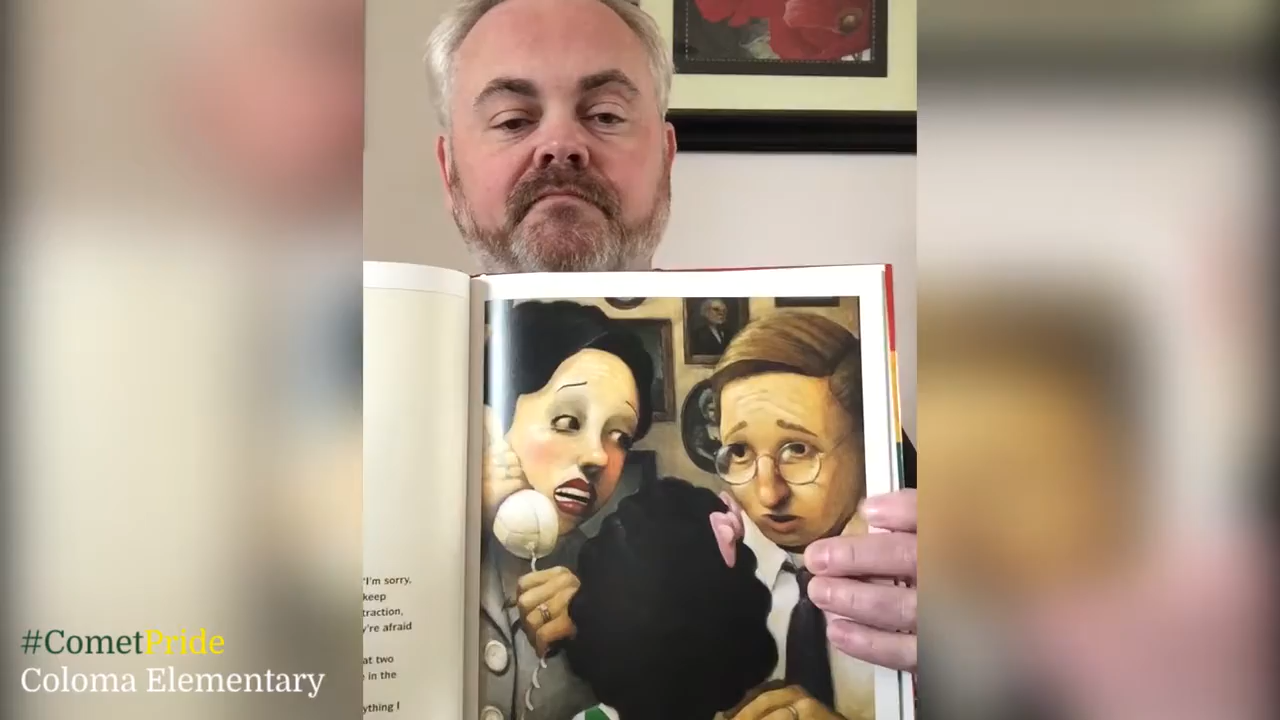 "I'm sorry,
keep
traction,
y're afraid
at two
in the
ything I
#CometPride
Coloma Elementary